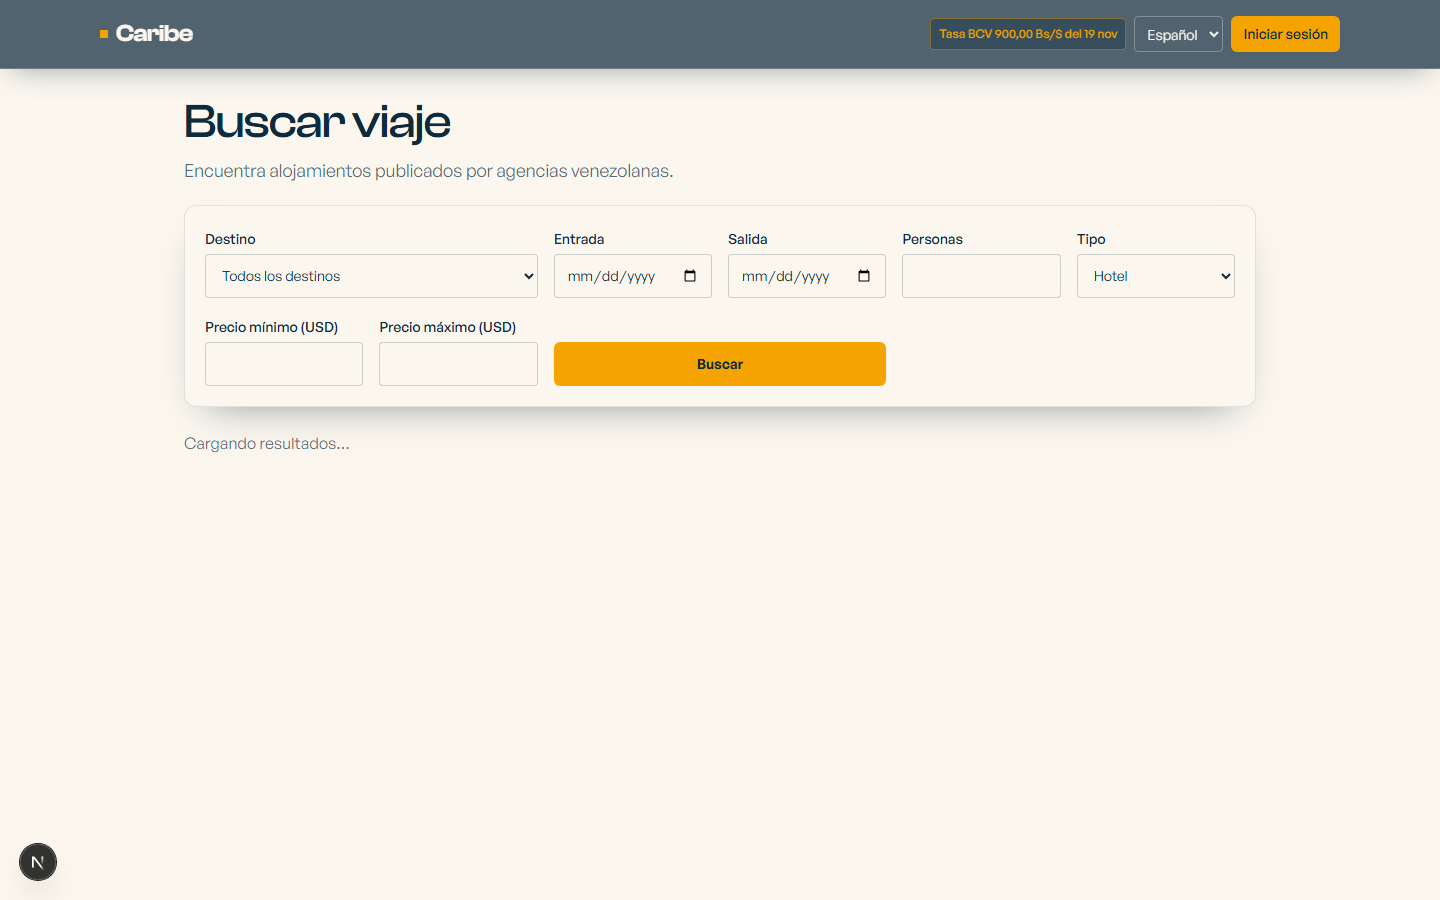 Caribe
Tasa BCV 900,00 Bs/$ del 19 nov
Español
Iniciar sesión
Buscar viaje
Encuentra alojamientos publicados por agencias venezolanas.
Destino
Entrada
Salida
Personas
Tipo
Todos los destinos
mm/dd/yyyy
mm/dd/yyyy
Hotel
Precio mínimo (USD)
Precio máximo (USD)
Buscar
Cargando resultados...
N